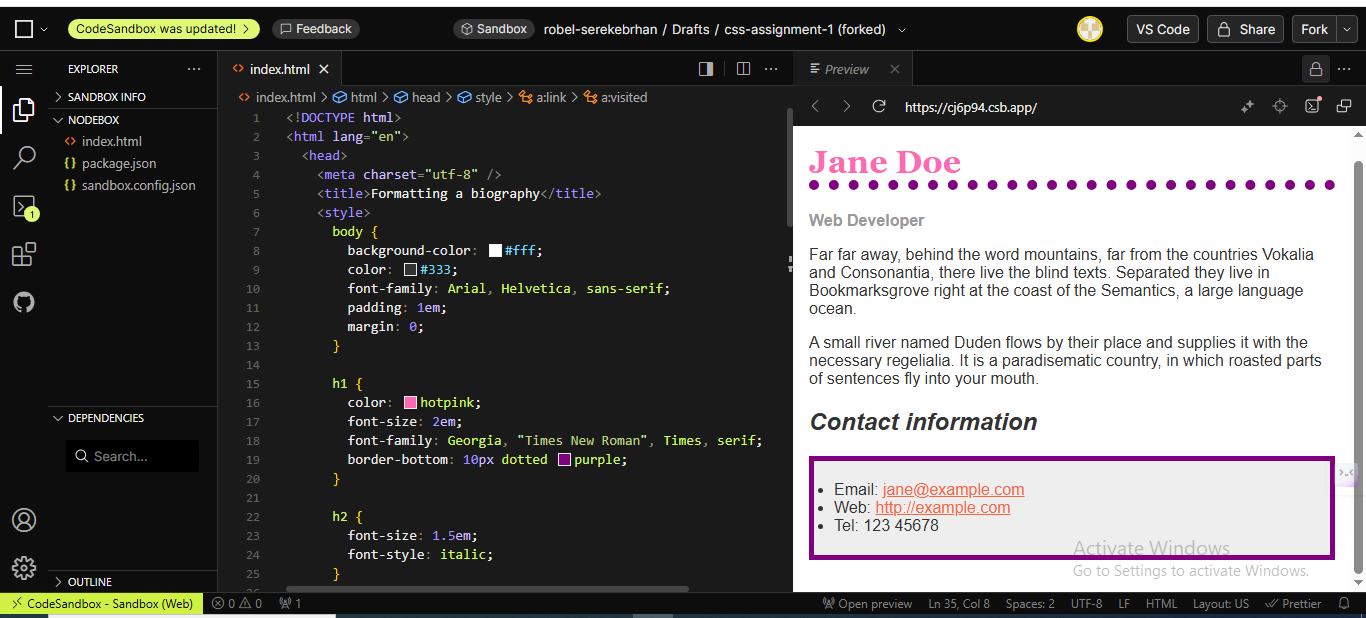 CodeSandbox was updated!
Feedback
Sandbox
robel-serekebrhan / Drafts / css-assignment-1 (forked)
VS Code
Share
Fork
EXPLORER
SANDBOX INFO
NODEBOX
index.html
package.json
sandbox.config.json
DEPENDENCIES
Search...
OUTLINE
index.html
index.html > html > head > style > a:link > a:visited
1 <!DOCTYPE html>
2 <html lang="en">
3 <head>
4 <meta charset="utf-8" />
5 <title>Formatting a biography</title>
6 <style>
7 body {
8 background-color: #fff;
9 color: #333;
10 font-family: Arial, Helvetica, sans-serif;
11 padding: 1em;
12 margin: 0;
13 }
14
15 h1 {
16 color: hotpink;
17 font-size: 2em;
18 font-family: Georgia, "Times New Roman", Times, serif;
19 border-bottom: 10px dotted purple;
20 }
21
22 h2 {
23 font-size: 1.5em;
24 font-style: italic;
25 }
Preview
https://cj6p94.csb.app/
Jane Doe
Web Developer
Far far away, behind the word mountains, far from the countries Vokalia
and Consonantia, there live the blind texts. Separated they live in
Bookmarksgrove right at the coast of the Semantics, a large language
ocean.
A small river named Duden flows by their place and supplies it with the
necessary regelialia. It is a paradisematic country, in which roasted parts
of sentences fly into your mouth.
Contact information
Email: jane@example.com
Web: http://example.com
Tel: 123 45678
Activate Windows
Go to Settings to activate Windows.
1
CodeSandbox - Sandbox (Web)
0 0
1
Open preview
Ln 35, Col 8
Spaces: 2
UTF-8
LF
HTML
Layout: US
Prettier